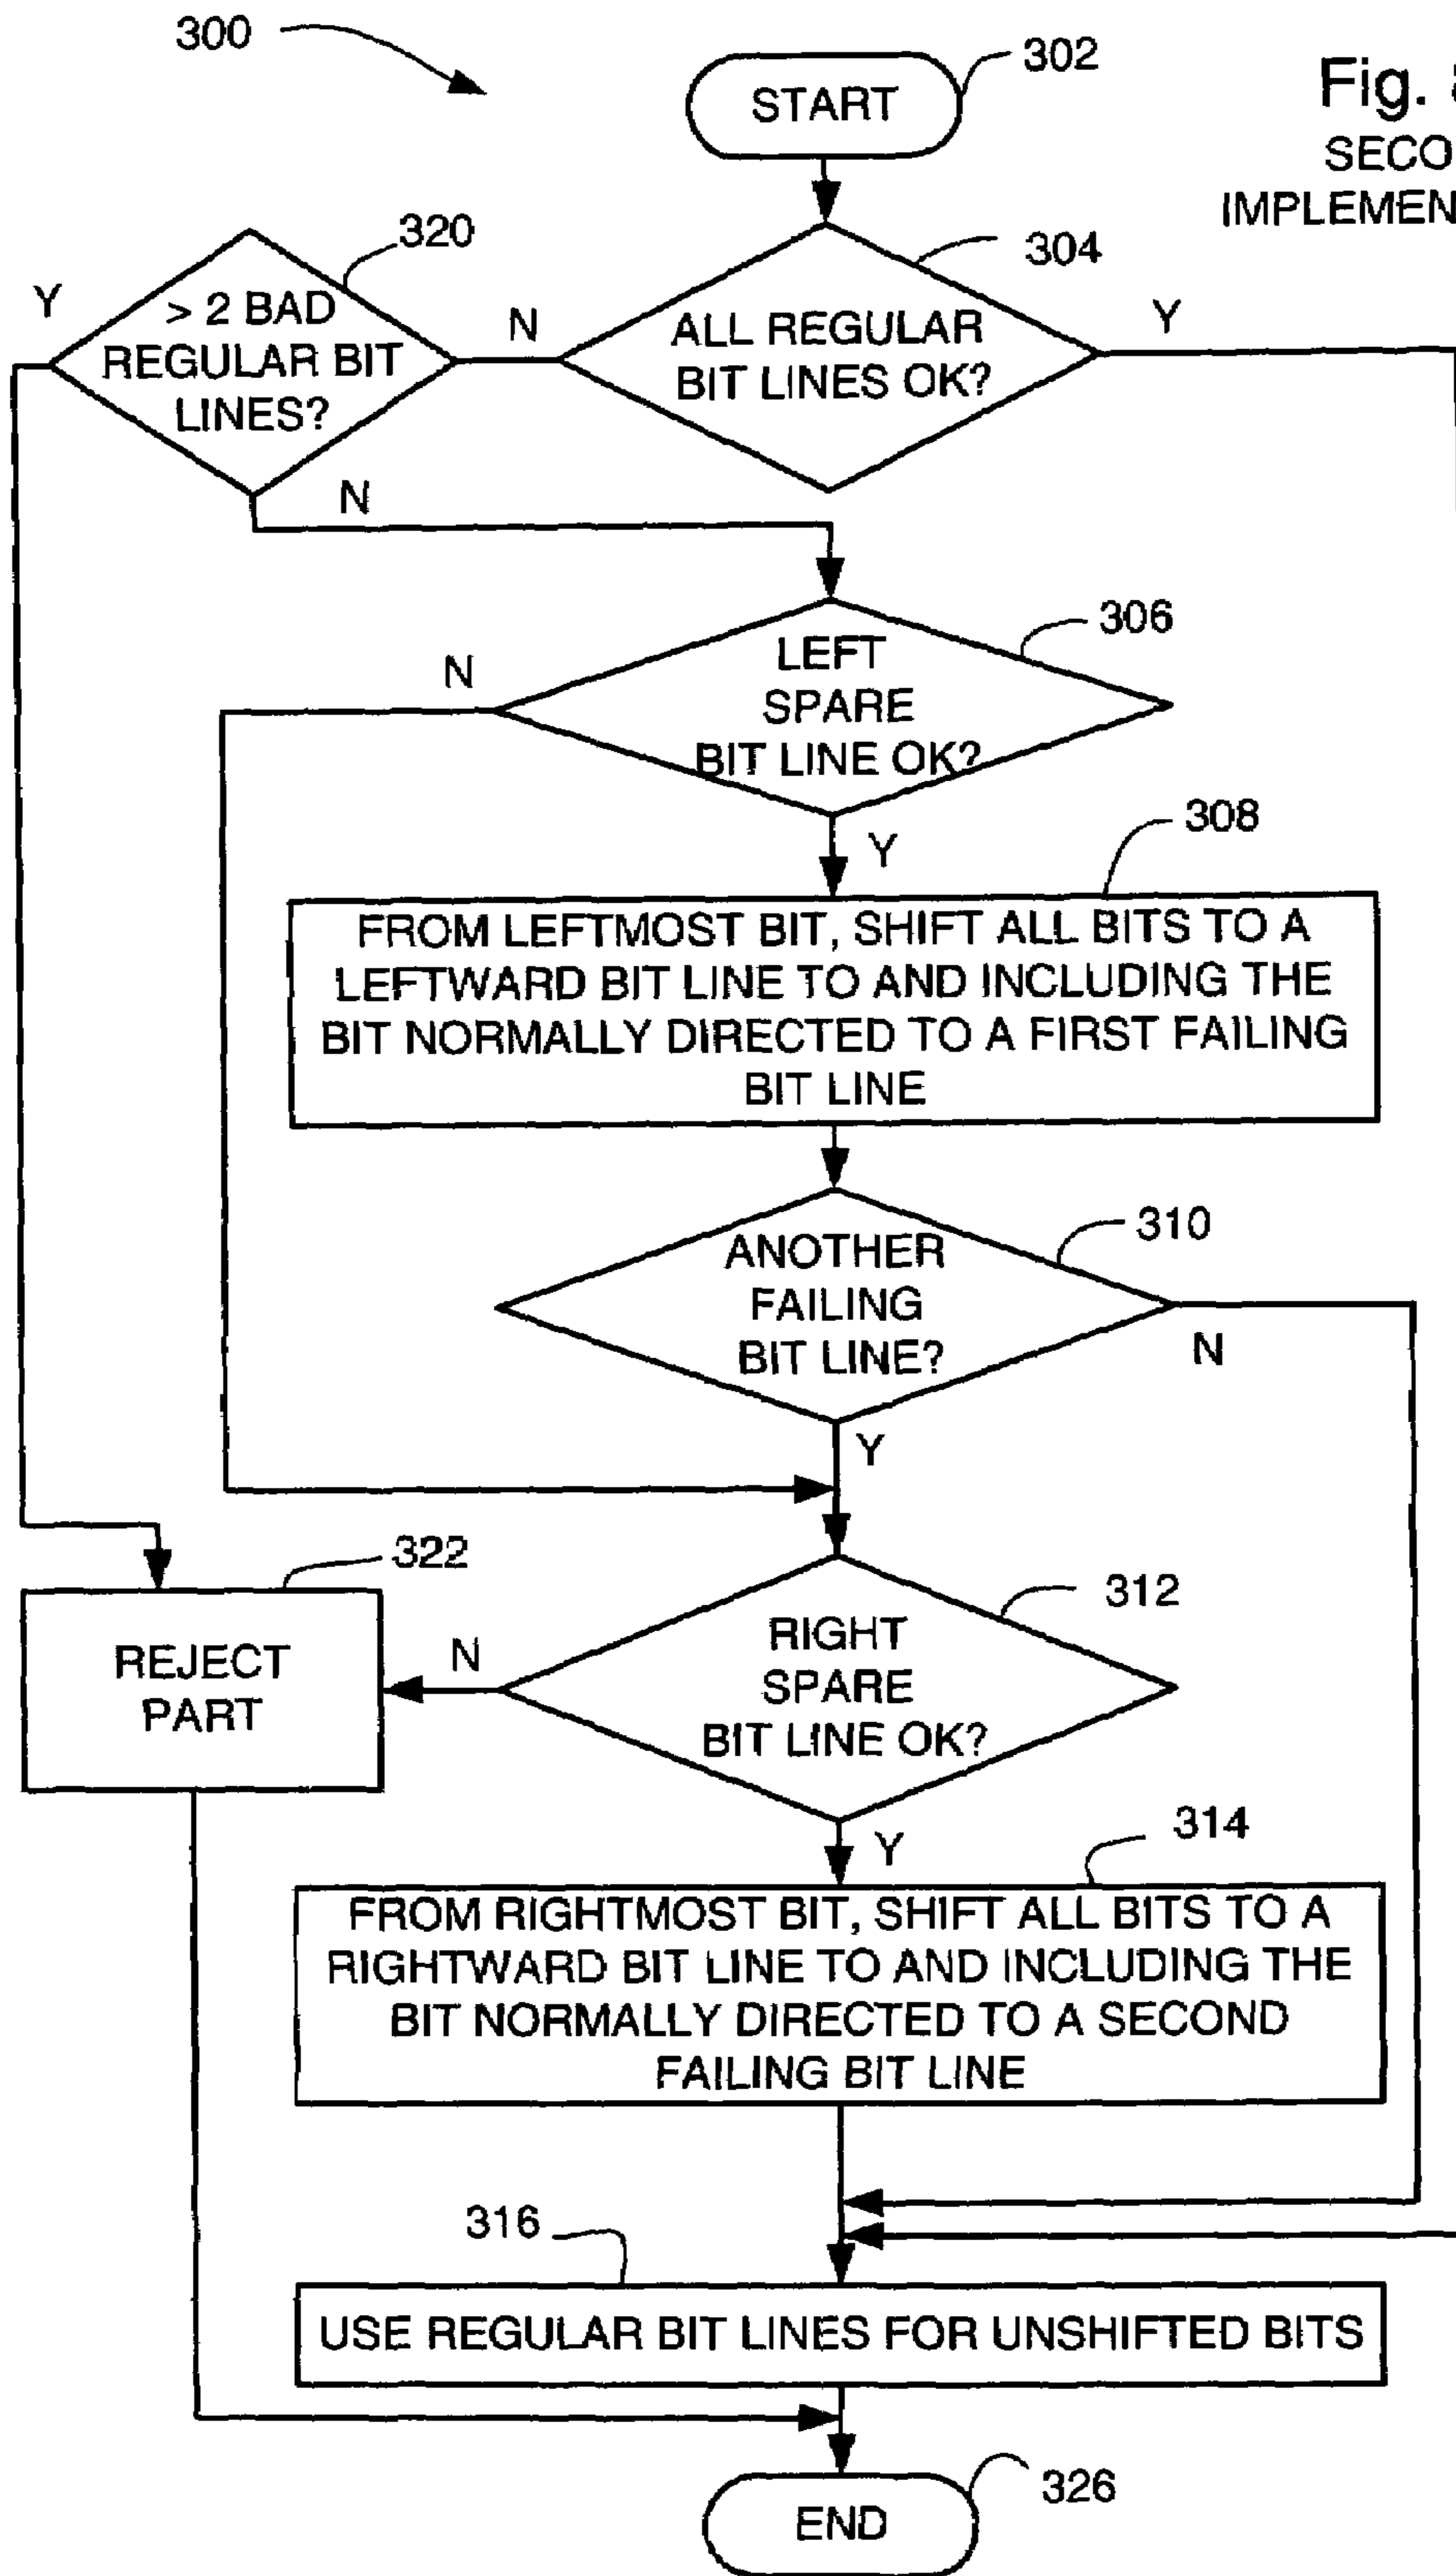 300
START
302
Fig.
304
ALL REGULAR
BIT LINES OK?
Y
N
320
> 2 BAD
REGULAR BIT
LINES?
Y
N
306
LEFT
SPARE
BIT LINE OK?
N
Y
308
FROM LEFTMOST BIT, SHIFT ALL BITS TO A
LEFTWARD BIT LINE TO AND INCLUDING THE
BIT NORMALLY DIRECTED TO A FIRST FAILING
BIT LINE
310
ANOTHER
FAILING
BIT LINE?
N
Y
322
REJECT
PART
312
RIGHT
SPARE
BIT LINE OK?
N
Y
314
FROM RIGHTMOST BIT, SHIFT ALL BITS TO A
RIGHTWARD BIT LINE TO AND INCLUDING THE
BIT NORMALLY DIRECTED TO A SECOND
FAILING BIT LINE
316
USE REGULAR BIT LINES FOR UNSHIFTED BITS
END
326